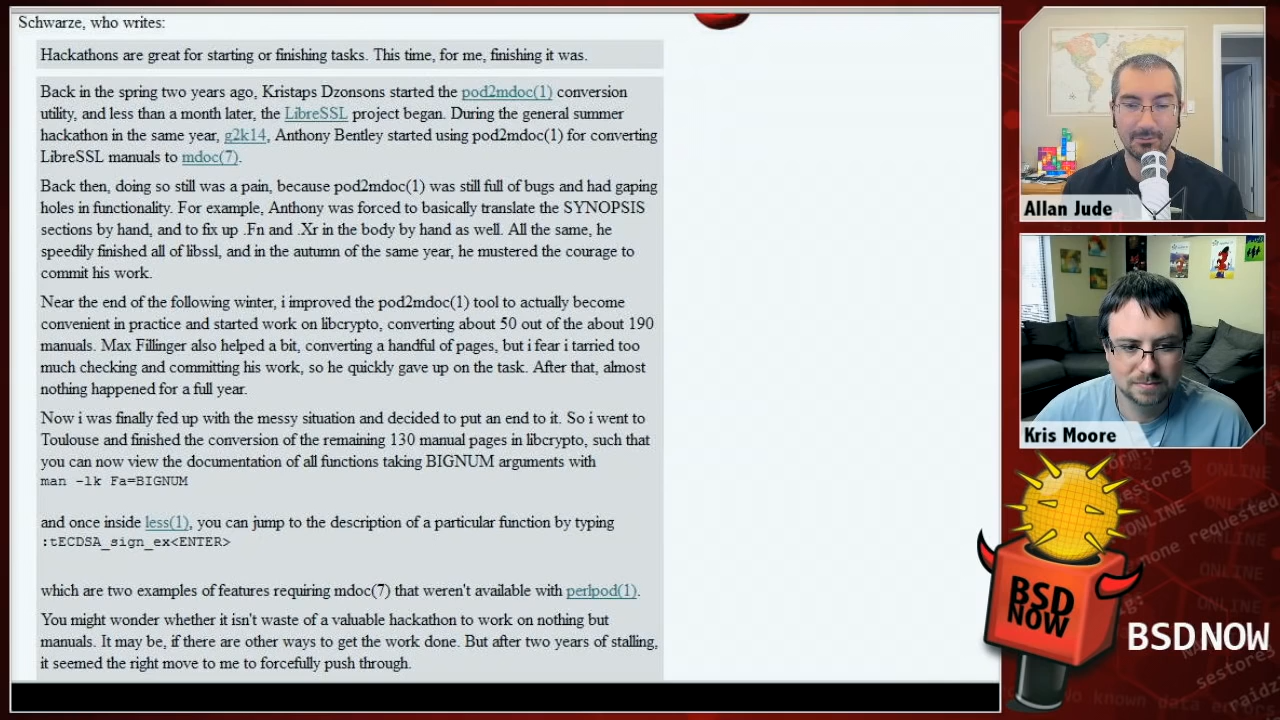 Schwarze, who writes:
Hackathons are great for starting or finishing tasks. This time, for me, finishing it was.
Back in the spring two years ago, Kristaps Dzonsons started the pod2mdoc(1) conversion
utility, and less than a month later, the LibreSSL project began. During the general summer
hackathon in the same year, g2k14, Anthony Bentley started using pod2mdoc(1) for converting
LibreSSL manuals to mdoc(7).
Back then, doing so still was a pain, because pod2mdoc(1) was still full of bugs and had gaping
holes in functionality. For example, Anthony was forced to basically translate the SYNOPSIS
sections by hand, and to fix up .Fn and .Xr in the body by hand as well. All the same, he
speedily finished all of libssl, and in the autumn of the same year, he mustered the courage to
commit his work.
Near the end of the following winter, i improved the pod2mdoc(1) tool to actually become
convenient in practice and started work on libcrypto, converting about 50 out of the about 190
manuals. Max Fillinger also helped a bit, converting a handful of pages, but i fear i tarried too
much checking and committing his work, so he quickly gave up on the task. After that, almost
nothing happened for a full year.
Now i was finally fed up with the messy situation and decided to put an end to it. So i went to
Toulouse and finished the conversion of the remaining 130 manual pages in libcrypto, such that
you can now view the documentation of all functions taking BIGNUM arguments with
man -lk Fa=BIGNUM
and once inside less(1), you can jump to the description of a particular function by typing
:tECDSA_sign_ex<ENTER>
which are two examples of features requiring mdoc(7) that weren't available with perlpod(1).
You might wonder whether it isn't waste of a valuable hackathon to work on nothing but
manuals. It may be, if there are other ways to get the work done. But after two years of stalling,
it seemed the right move to me to forcefully push through.
Allan Jude
Kris Moore
BSD
NOW
BSD NOW
ONLINE
ONLINE
none requested
ONLINE
ONLINE
No known data errors